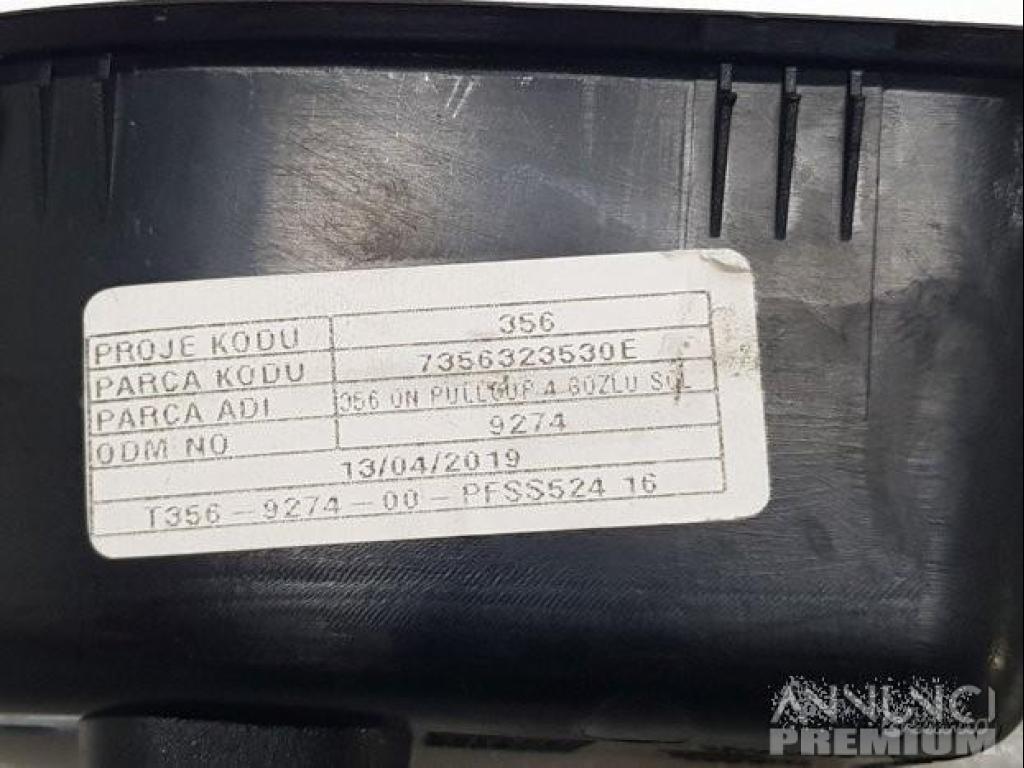 PROJE KODU 356
PARCA KODU 7356323530E
PARCA ADI 356 ON PULLCUP 4 GOZLU SOL
ODM NO 9274
13/04/2019
T356-9274-00-PFSS524 16
ANNUNCI
PREMIUM